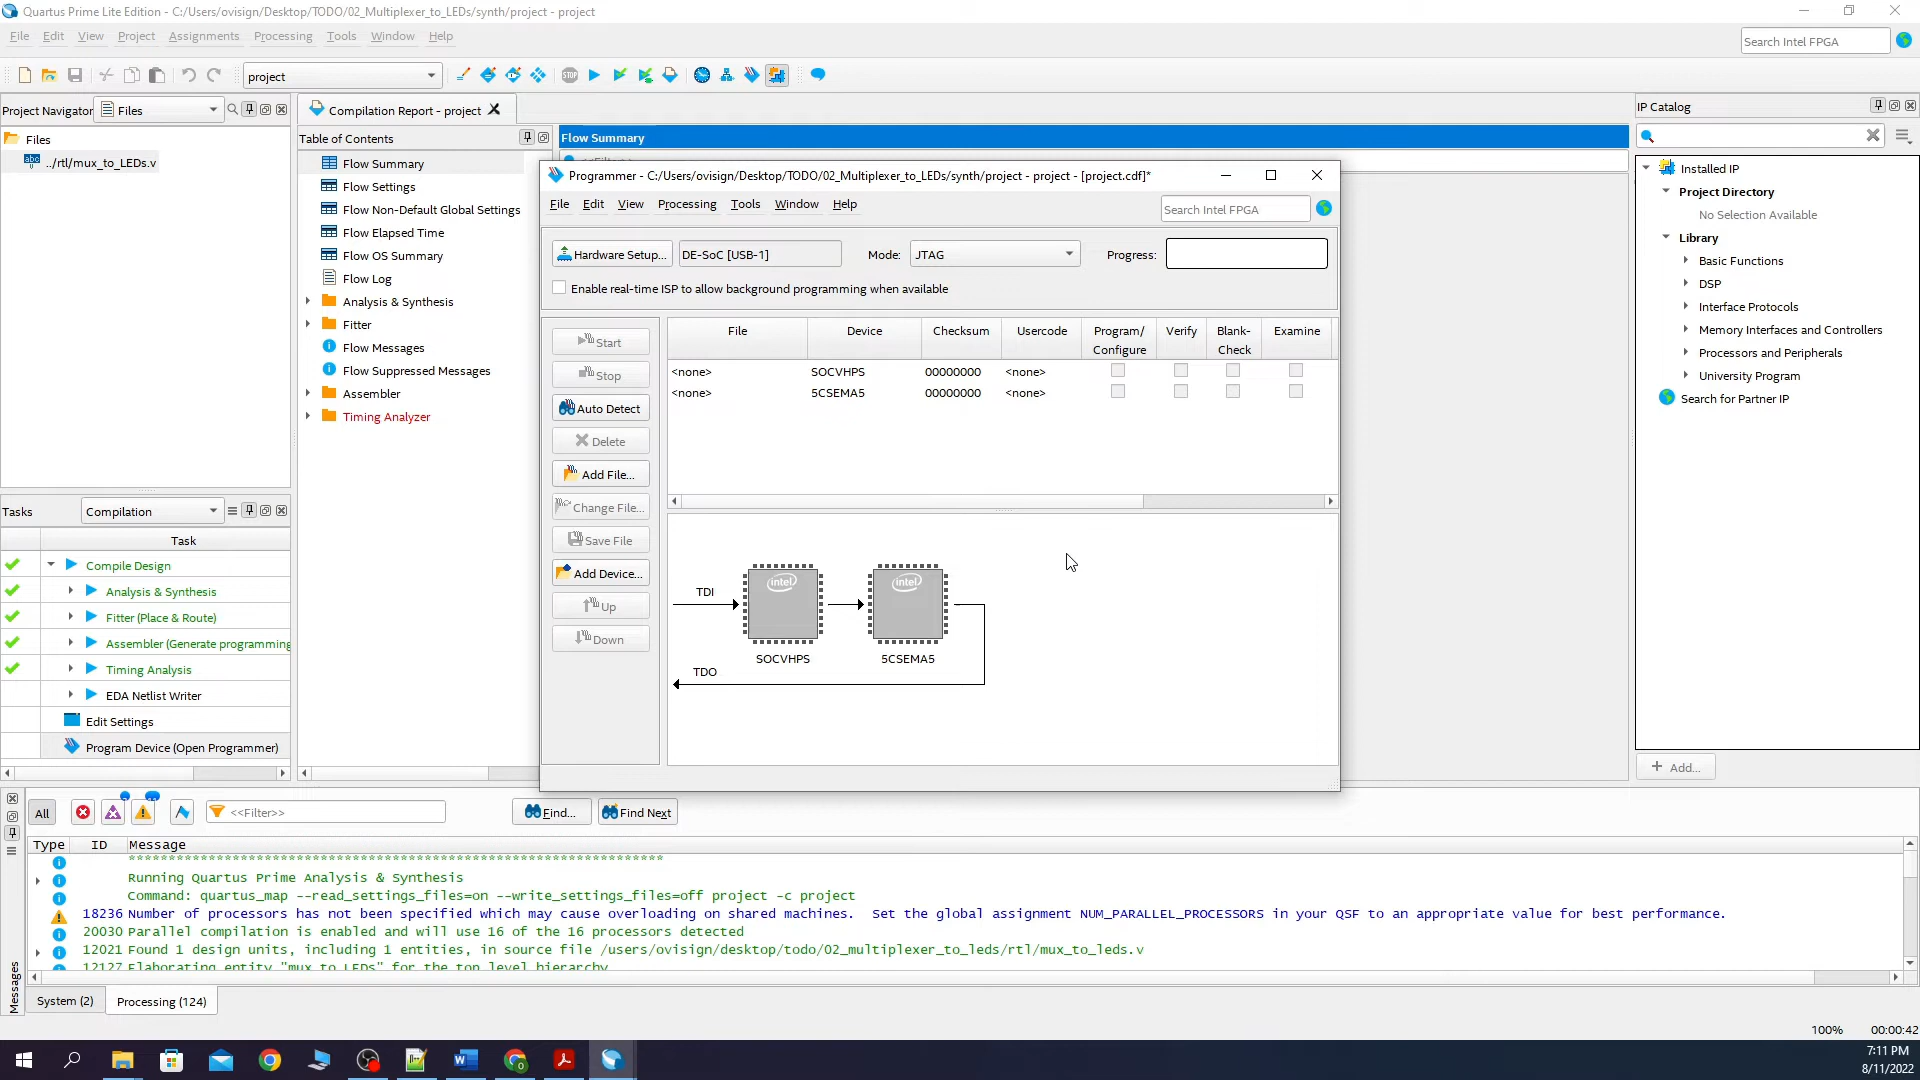 Quartus Prime Lite Edition - C:/Users/ovisign/Desktop/TODO/02_Multiplexer_to_LEDs/synth/project - project
File Edit View Project Assignments Processing Tools Window Help
Search Intel FPGA
project
Project Navigator Files
Compilation Report - project
IP Catalog
Files
../rtl/mux_to_LEDs.v
Table of Contents
Flow Summary
Flow Settings
Flow Non-Default Global Settings
Flow Elapsed Time
Flow OS Summary
Flow Log
Analysis & Synthesis
Fitter
Flow Messages
Flow Suppressed Messages
Assembler
Timing Analyzer
Flow Summary
Programmer - C:/Users/ovisign/Desktop/TODO/02_Multiplexer_to_LEDs/synth/project - project - [project.cdf]*
File Edit View Processing Tools Window Help
Search Intel FPGA
Hardware Setup... DE-SoC [USB-1] Mode: JTAG Progress:
Enable real-time ISP to allow background programming when available
Start
Stop
Auto Detect
Delete
Add File...
Change File...
Save File
Add Device...
Up
Down
File Device Checksum Usercode Program/ Configure Verify Blank- Check Examine
<none> SOCVHPS 00000000 <none>
<none> 5CSEMA5 00000000 <none>
TDI
intel intel
SOCVHPS 5CSEMA5
TDO
Installed IP
Project Directory
No Selection Available
Library
Basic Functions
DSP
Interface Protocols
Memory Interfaces and Controllers
Processors and Peripherals
University Program
Search for Partner IP
+ Add...
Tasks Compilation
Task
Compile Design
Analysis & Synthesis
Fitter (Place & Route)
Assembler (Generate programming
Timing Analysis
EDA Netlist Writer
Edit Settings
Program Device (Open Programmer)
All <<Filter>> Find... Find Next
Type ID Message
Running Quartus Prime Analysis & Synthesis
Command: quartus_map --read_settings_files=on --write_settings_files=off project -c project
18236 Number of processors has not been specified which may cause overloading on shared machines. Set the global assignment NUM_PARALLEL_PROCESSORS in your QSF to an appropriate value for best performance.
20030 Parallel compilation is enabled and will use 16 of the 16 processors detected
12021 Found 1 design units, including 1 entities, in source file /users/ovisign/desktop/todo/02_multiplexer_to_leds/rtl/mux_to_leds.v
12127 Elaborating entity "mux_to_LEDs" for the top level hierarchy
Messages
System (2) Processing (124)
100% 00:00:42
7:11 PM
8/11/2022